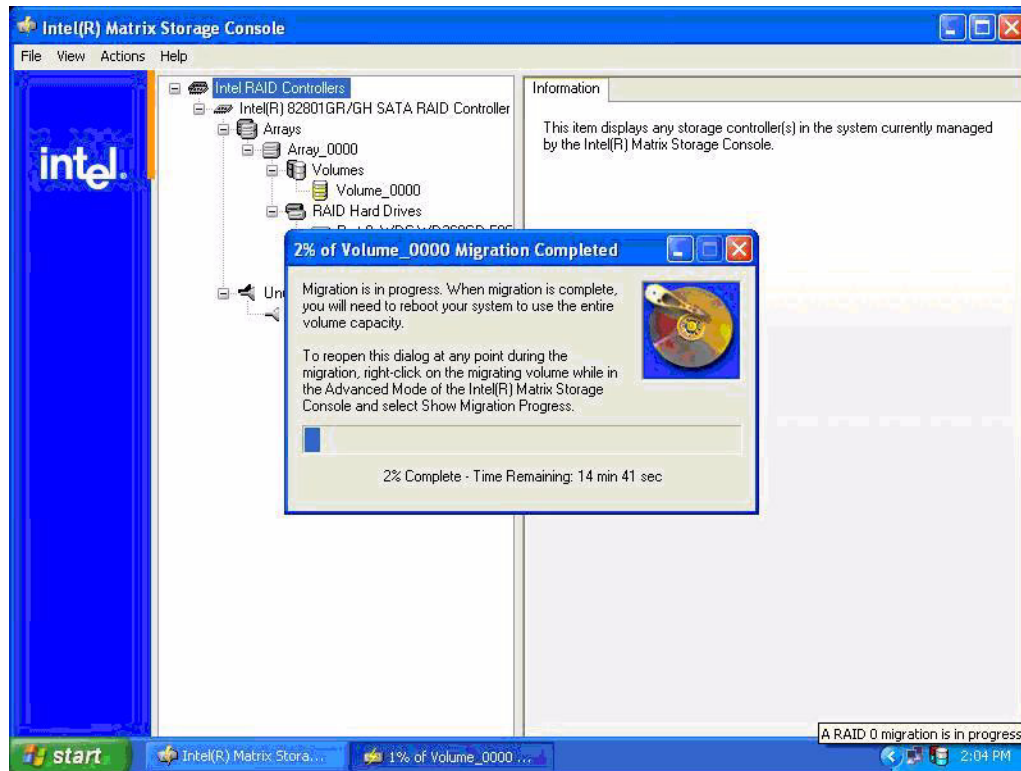 Intel(R) Matrix Storage Console
File View Actions Help
intel.
Intel RAID Controllers
Intel(R) 82801GR/GH SATA RAID Controller
Arrays
Array_0000
Volumes
Volume_0000
RAID Hard Drives
Information
This item displays any storage controller(s) in the system currently managed
by the Intel(R) Matrix Storage Console.
2% of Volume_0000 Migration Completed
Migration is in progress. When migration is complete,
you will need to reboot your system to use the entire
volume capacity.
To reopen this dialog at any point during the
migration, right-click on the migrating volume while in
the Advanced Mode of the Intel(R) Matrix Storage
Console and select Show Migration Progress.
2% Complete - Time Remaining: 14 min 41 sec
A RAID 0 migration is in progress
start
Intel(R) Matrix Stora...
1% of Volume_0000 ...
2:04 PM